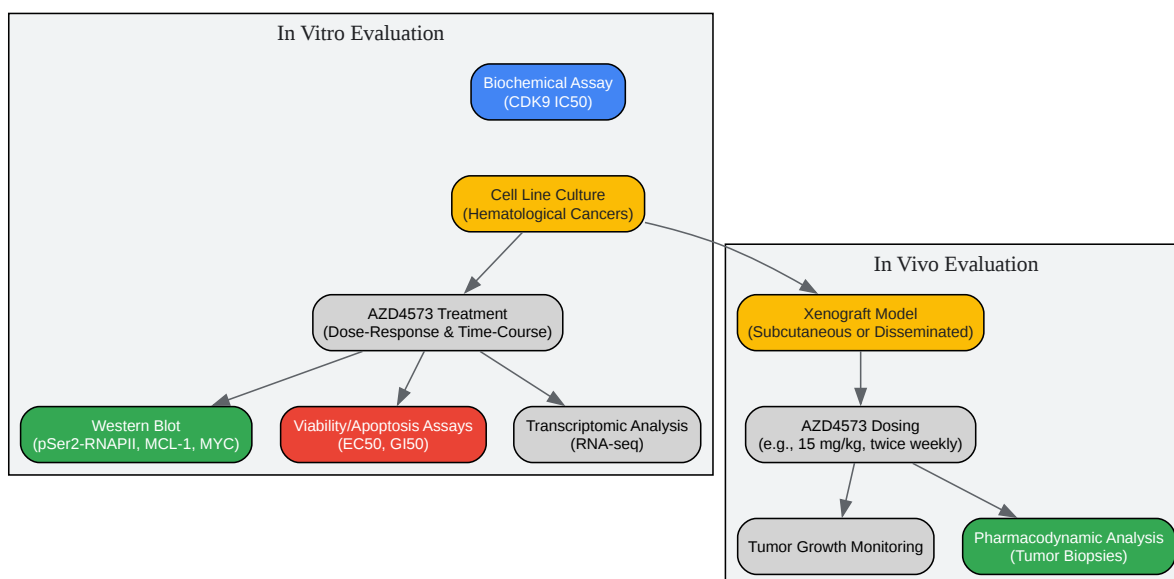 In Vitro Evaluation
Biochemical Assay
(CDK9 IC50)
Cell Line Culture
(Hematological Cancers)
AZD4573 Treatment
(Dose-Response & Time-Course)
Western Blot
(pSer2-RNAPII, MCL-1, MYC)
Viability/Apoptosis Assays
(EC50, GI50)
Transcriptomic Analysis
(RNA-seq)
In Vivo Evaluation
Xenograft Model
(Subcutaneous or Disseminated)
AZD4573 Dosing
(e.g., 15 mg/kg, twice weekly)
Tumor Growth Monitoring
Pharmacodynamic Analysis
(Tumor Biopsies)